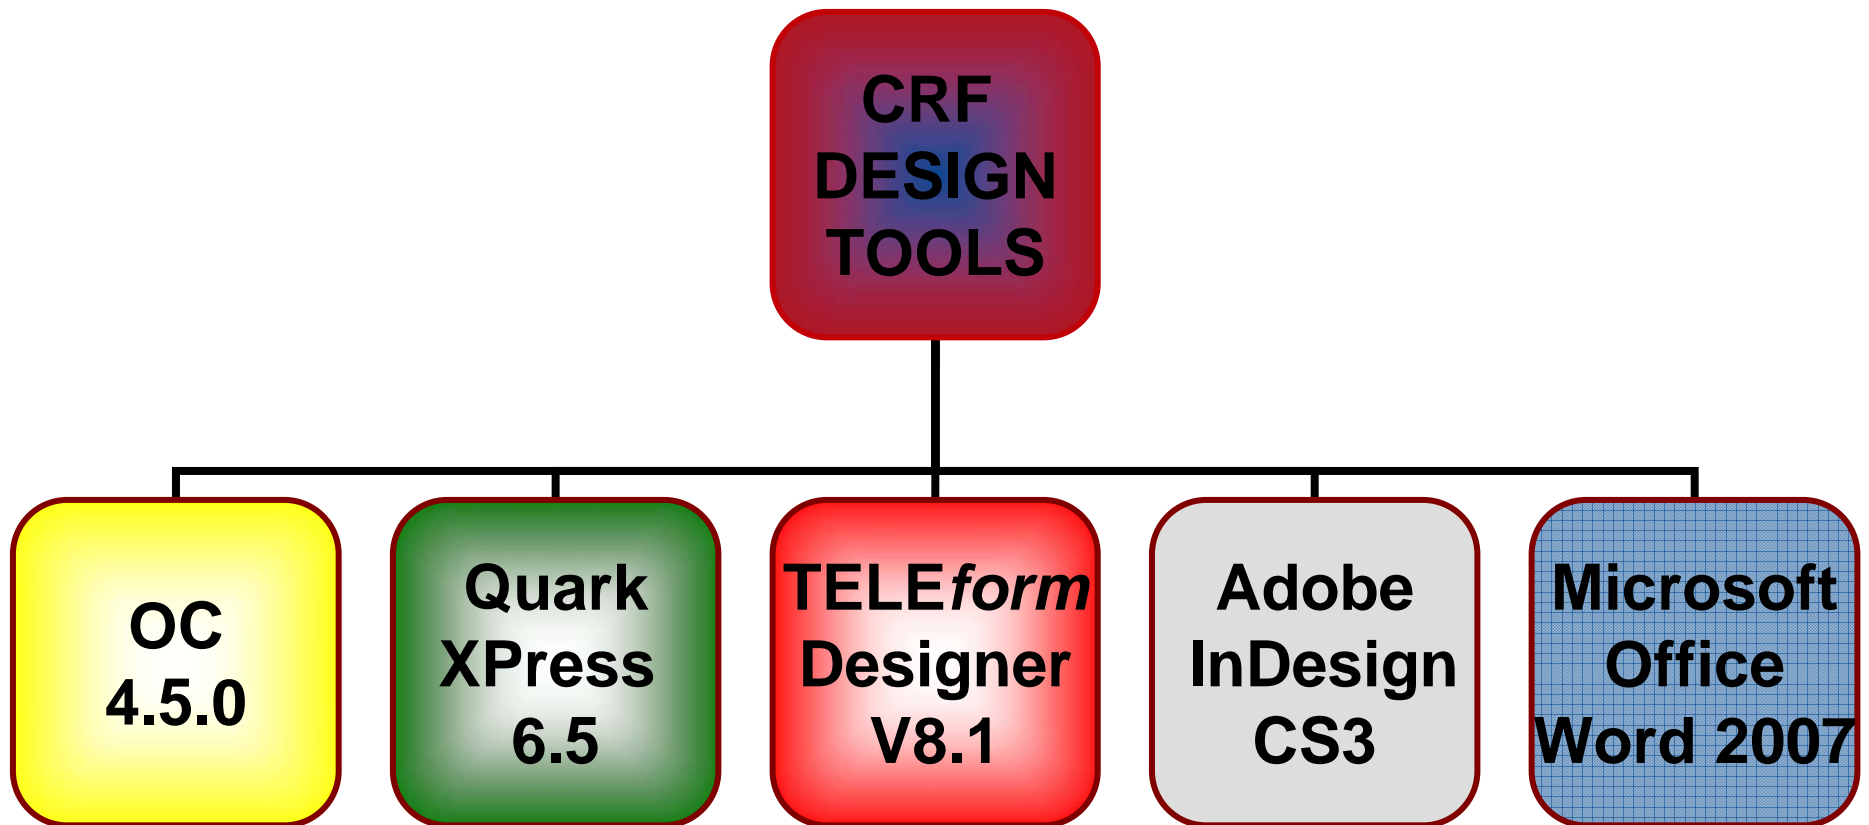 CRF
DESIGN
TOOLS
OC
4.5.0
Quark
XPress
6.5
TELEform
Designer
V8.1
Adobe
InDesign
CS3
Microsoft
Office
Word 2007